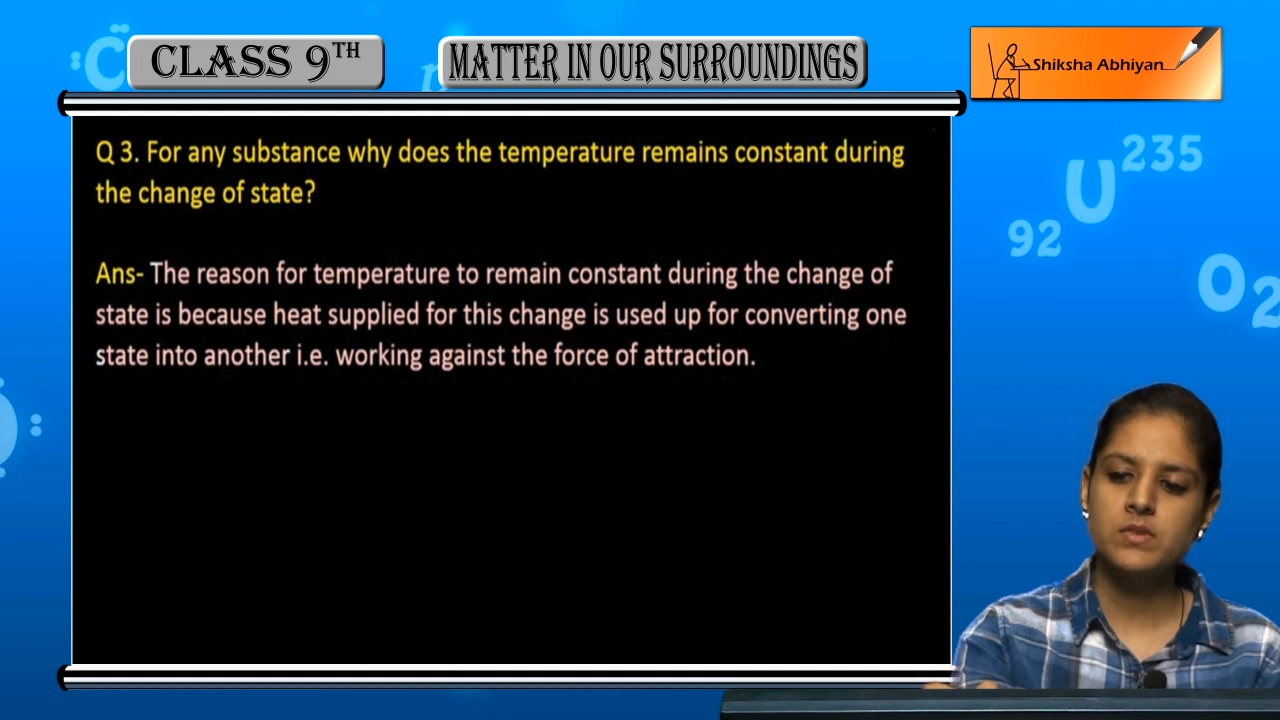 CLASS 9TH
MATTER IN OUR SURROUNDINGS
Shiksha Abhiyan
Q 3. For any substance why does the temperature remains constant during
the change of state?
Ans- The reason for temperature to remain constant during the change of
state is because heat supplied for this change is used up for converting one
state into another i.e. working against the force of attraction.
U 235
92
O2
C